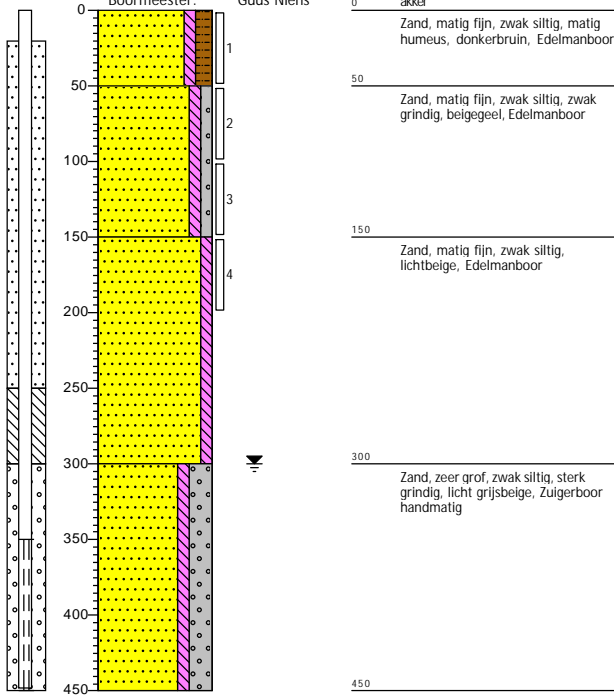 Boormeester: Guus Niens
0 akker
Zand, matig fijn, zwak siltig, matig
humeus, donkerbruin, Edelmanboor
50
Zand, matig fijn, zwak siltig, zwak
grindig, beigegeel, Edelmanboor
150
Zand, matig fijn, zwak siltig,
lichtbeige, Edelmanboor
300
Zand, zeer grof, zwak siltig, sterk
grindig, licht grijsbeige, Zuigerboor
handmatig
450
0
50
100
150
200
250
300
350
400
450
1
2
3
4